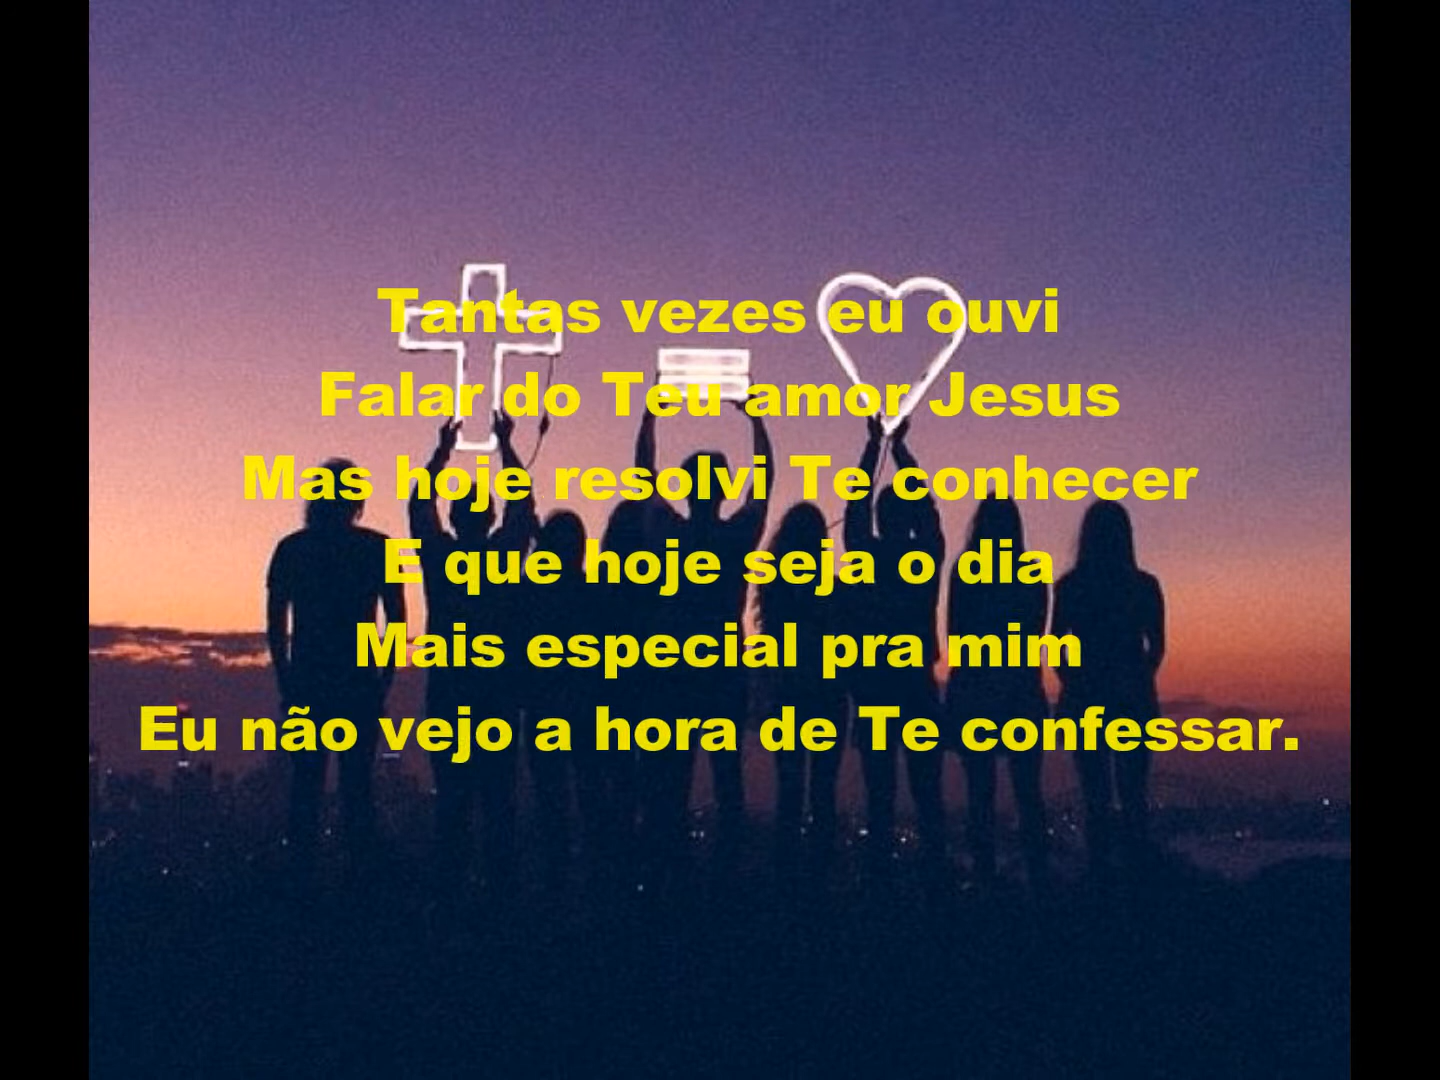 Tantas vezes eu ouvi
Falar do Teu amor Jesus
Mas hoje resolvi Te conhecer
E que hoje seja o dia
Mais especial pra mim
Eu não vejo a hora de Te confessar.